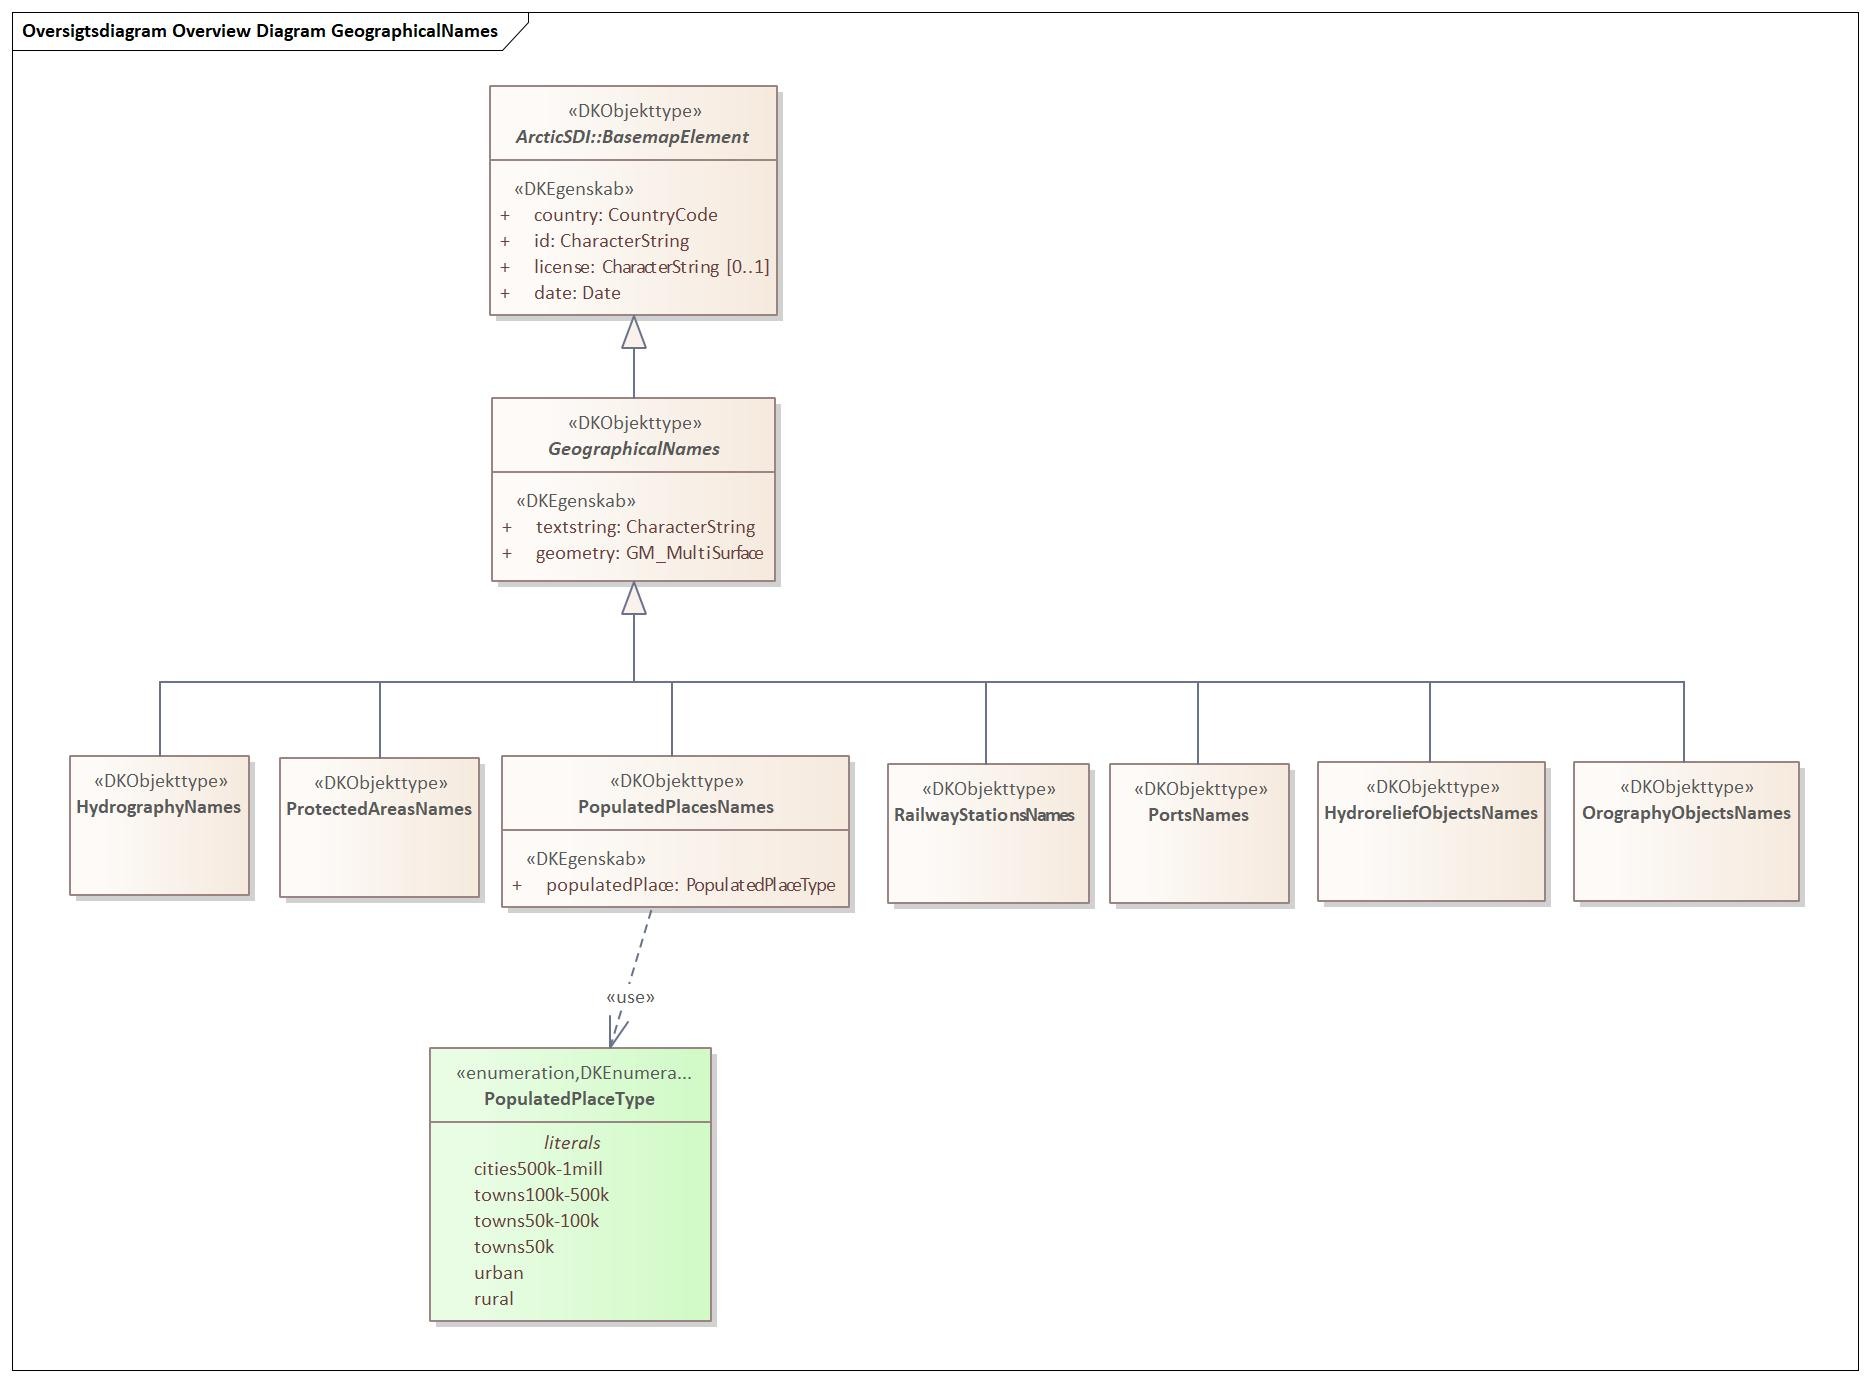 Oversigtsdiagram Overview Diagram GeographicalNames
«DKObjekttype»
ArcticSDI::BasemapElement
«DKEgenskab»
+ country: CountryCode
+ id: CharacterString
+ license: CharacterString [0..1]
+ date: Date
«DKObjekttype»
GeographicalNames
«DKEgenskab»
+ textstring: CharacterString
+ geometry: GM_MultiSurface
«DKObjekttype»
HydrographyNames
«DKObjekttype»
ProtectedAreasNames
«DKObjekttype»
PopulatedPlacesNames
«DKEgenskab»
+ populatedPlace: PopulatedPlaceType
«DKObjekttype»
RailwayStationsNames
«DKObjekttype»
PortsNames
«DKObjekttype»
HydroreliefObjectsNames
«DKObjekttype»
OrographyObjectsNames
«use»
«enumeration,DKEnumera...
PopulatedPlaceType
literals
cities500k-1mill
towns100k-500k
towns50k-100k
towns50k
urban
rural